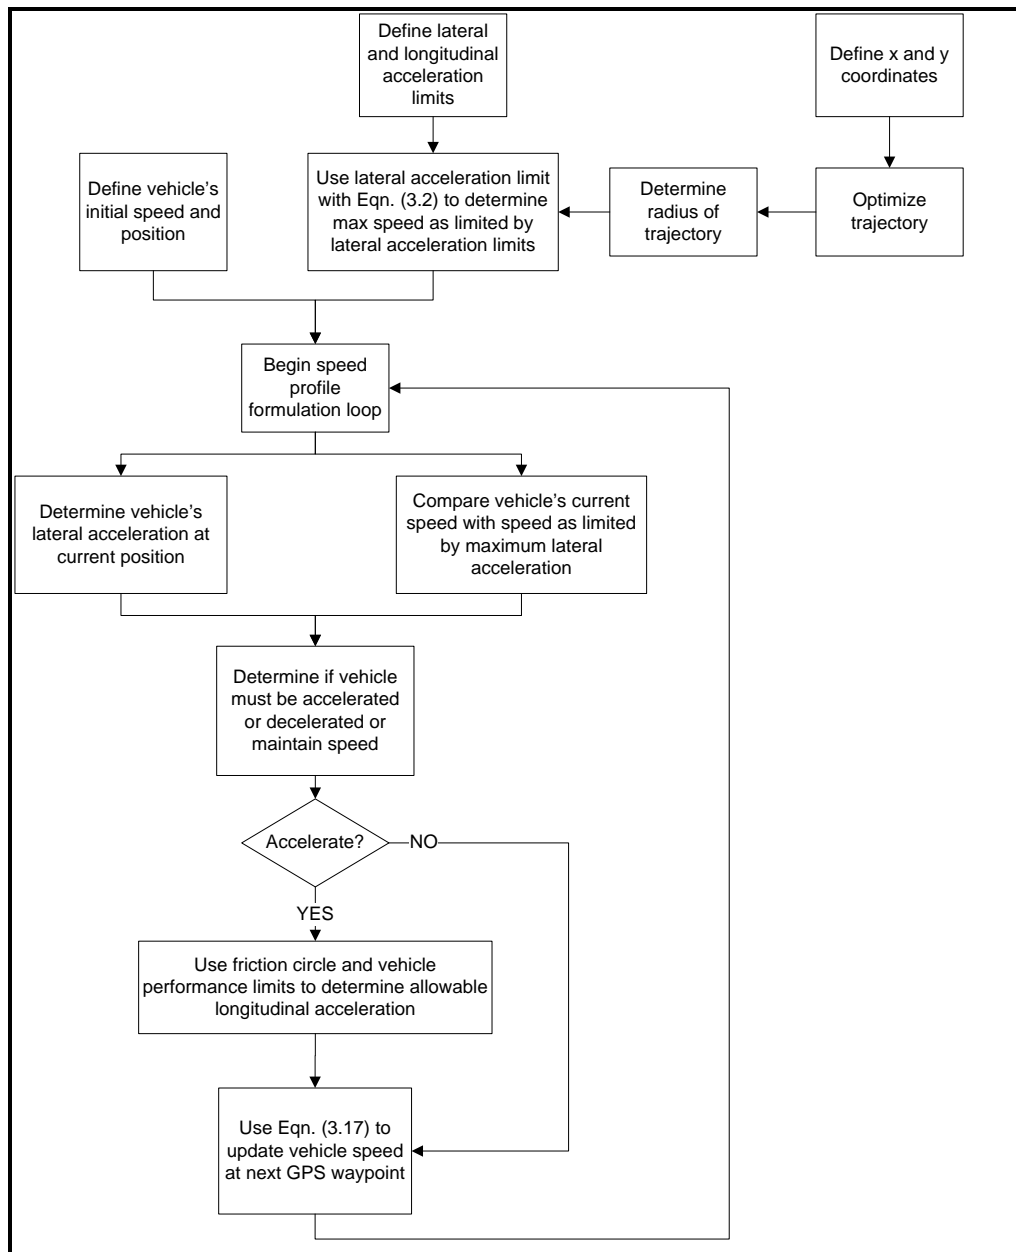 Define lateral
and longitudinal
acceleration
limits
Define x and y
coordinates
Define vehicle's
initial speed and
position
Use lateral acceleration limit
with Eqn. (3.2) to determine
max speed as limited by
lateral acceleration limits
Determine
radius of
trajectory
Optimize
trajectory
Begin speed
profile
formulation loop
Determine vehicle's
lateral acceleration at
current position
Compare vehicle's current
speed with speed as limited
by maximum lateral
acceleration
Determine if vehicle
must be accelerated
or decelerated or
maintain speed
Accelerate?
NO
YES
Use friction circle and vehicle
performance limits to determine allowable
longitudinal acceleration
Use Eqn. (3.17) to
update vehicle speed
at next GPS waypoint